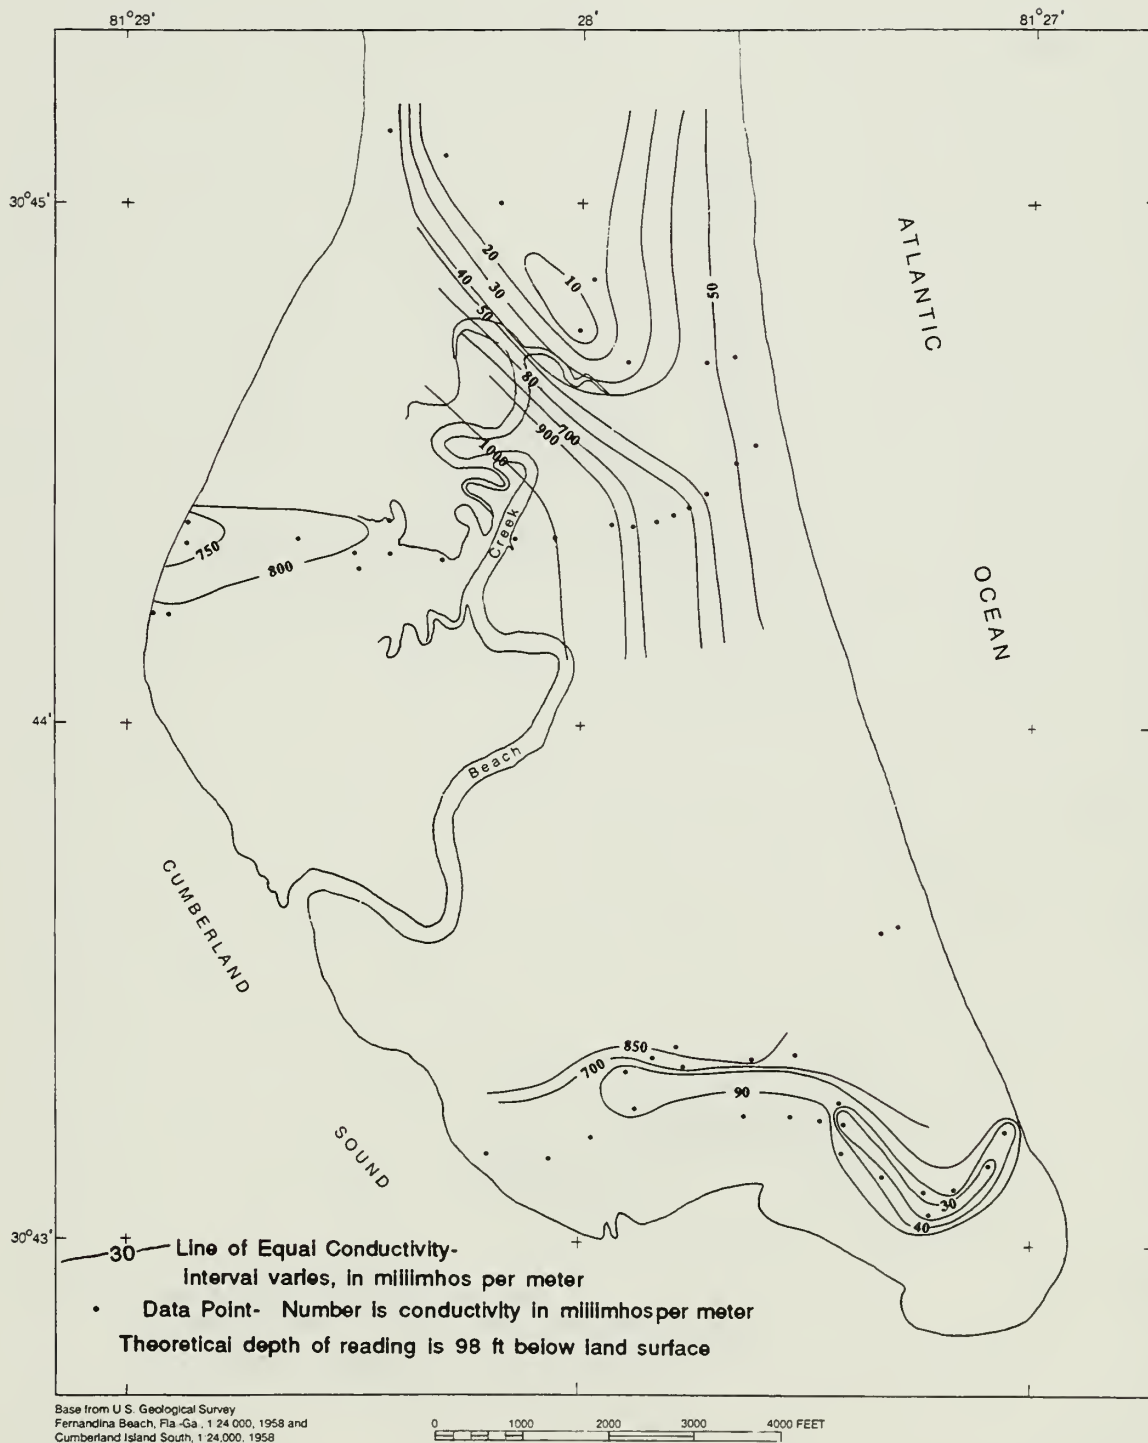 81°29' 28' 81°27'
30°45'
ATLANTIC
20
10
40 30
50
50
80
700
900
1000
Creek
750
800
OCEAN
44'
Beach
CUMBERLAND
850
700
90
SOUND
30
40
30°43'
30 Line of Equal Conductivity-
Interval varies, in millimhos per meter
• Data Point- Number is conductivity in millimhos per meter
Theoretical depth of reading is 98 ft below land surface
Base from U.S. Geological Survey
Fernandina Beach, Fla-Ga., 1 24 000, 1958 and
Cumberland Island South, 1:24,000, 1958
0 1000 2000 3000 4000 FEET